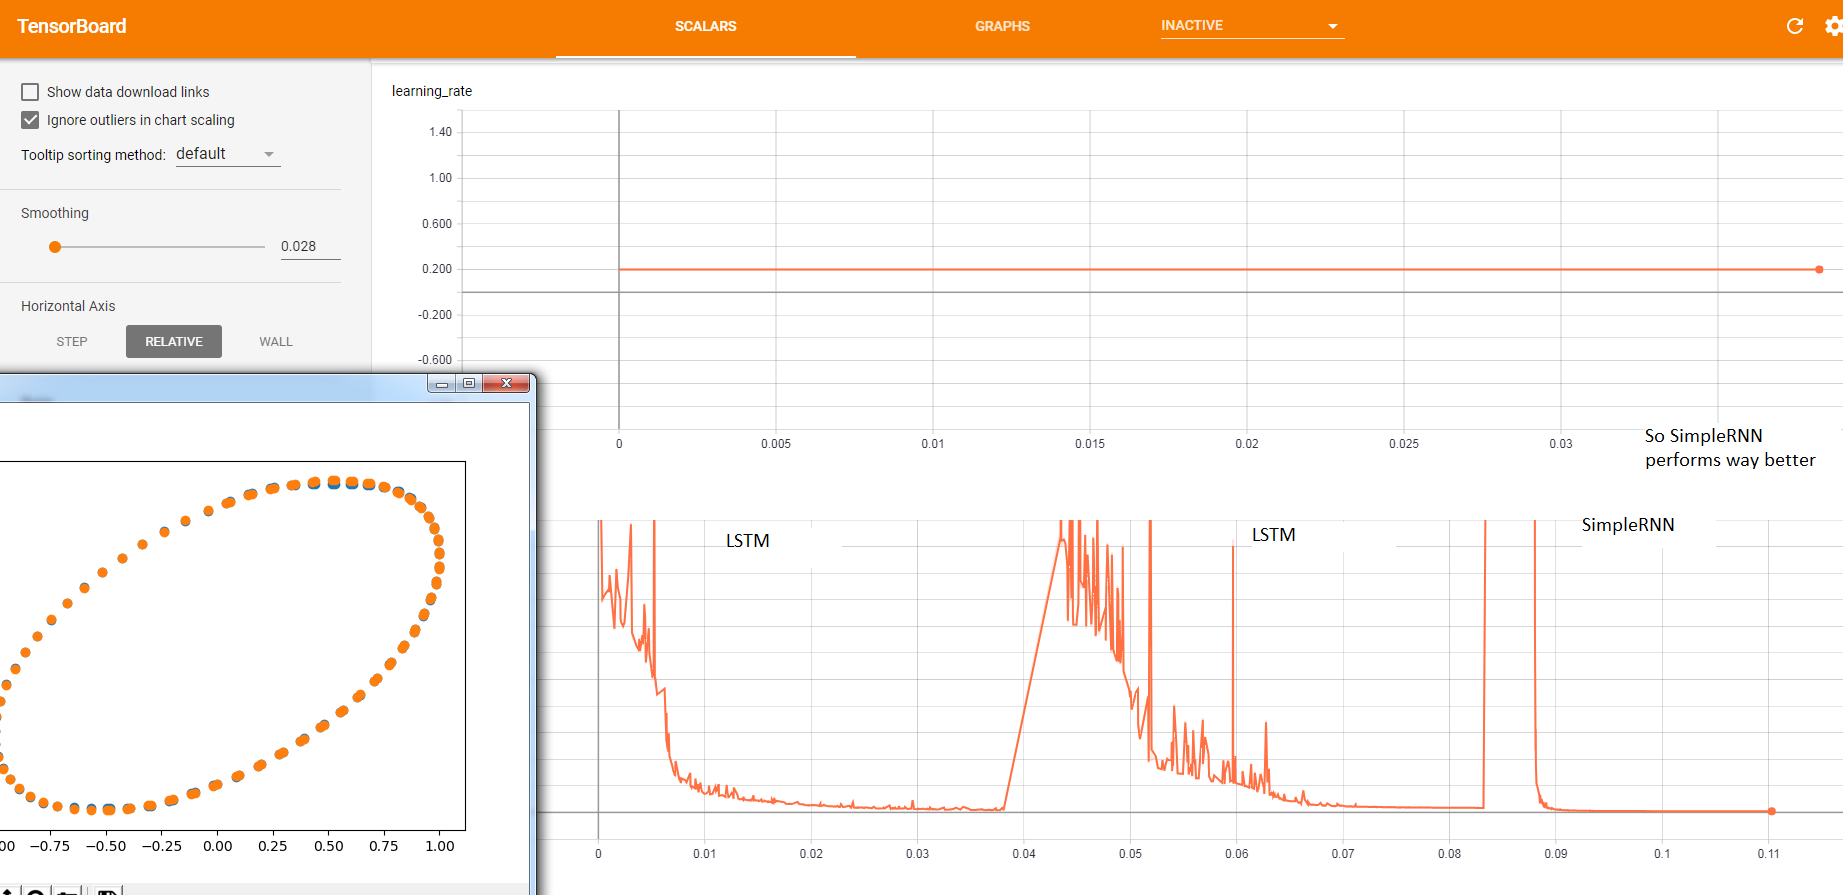 TensorBoard
SCALARS
GRAPHS
INACTIVE
Show data download links
Ignore outliers in chart scaling
Tooltip sorting method: default
Smoothing
0.028
Horizontal Axis
STEP RELATIVE WALL
learning_rate
1.40
1.00
0.600
0.200
-0.200
-0.600
0 0.005 0.01 0.015 0.02 0.025 0.03
So SimpleRNN
performs way better
LSTM
LSTM
SimpleRNN
0 0.01 0.02 0.03 0.04 0.05 0.06 0.07 0.08 0.09 0.1 0.11
00 −0.75 −0.50 −0.25 0.00 0.25 0.50 0.75 1.00